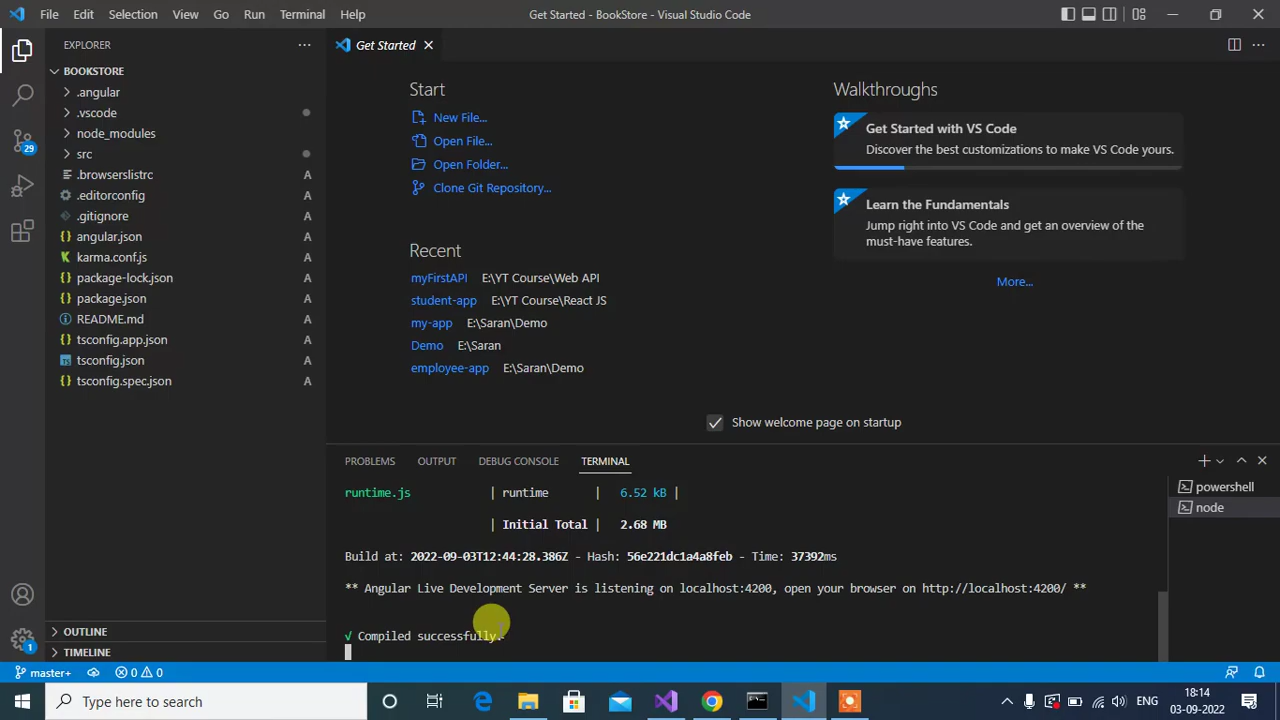 File Edit Selection View Go Run Terminal Help Get Started - BookStore - Visual Studio Code
EXPLORER
Get Started
BOOKSTORE
.angular
.vscode
node_modules
src
.browserslistrc A
.editorconfig A
.gitignore A
angular.json A
karma.conf.js A
package-lock.json A
package.json A
README.md A
tsconfig.app.json A
tsconfig.json A
tsconfig.spec.json A
OUTLINE
TIMELINE
29
1
Start
New File...
Open File...
Open Folder...
Clone Git Repository...
Recent
myFirstAPI E:\YT Course\Web API
student-app E:\YT Course\React JS
my-app E:\Saran\Demo
Demo E:\Saran
employee-app E:\Saran\Demo
Walkthroughs
Get Started with VS Code
Discover the best customizations to make VS Code yours.
Learn the Fundamentals
Jump right into VS Code and get an overview of the
must-have features.
More...
Show welcome page on startup
PROBLEMS OUTPUT DEBUG CONSOLE TERMINAL
runtime.js | runtime | 6.52 kB |
| Initial Total | 2.68 MB
Build at: 2022-09-03T12:44:28.386Z - Hash: 56e221dc1a4a8feb - Time: 37392ms
** Angular Live Development Server is listening on localhost:4200, open your browser on http://localhost:4200/ **
√ Compiled successfully.
powershell
node
master+ 0 0
Type here to search
ENG
18:14
03-09-2022